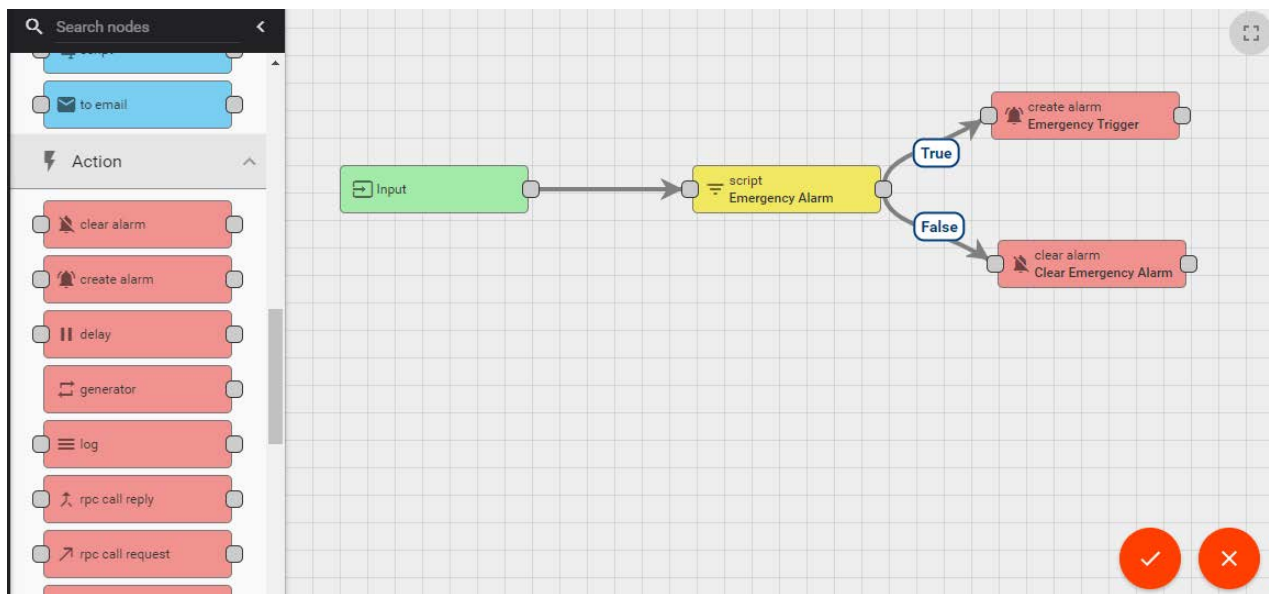 Search nodes
to email
Action
clear alarm
create alarm
delay
generator
log
rpc call reply
rpc call request
Input
script
Emergency Alarm
True
False
create alarm
Emergency Trigger
clear alarm
Clear Emergency Alarm